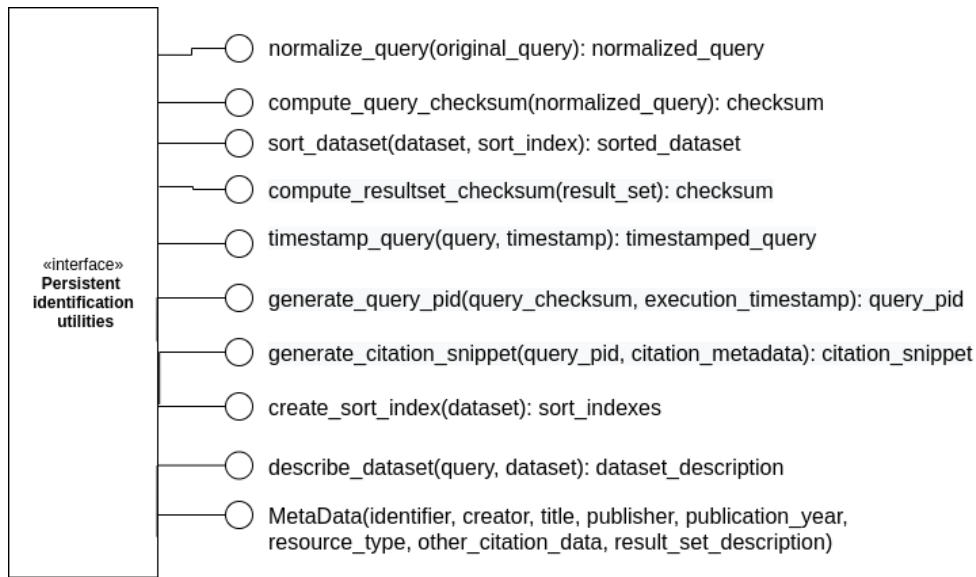 normalize_query(original_query): normalized_query
compute_query_checksum(normalized_query): checksum
sort_dataset(dataset, sort_index): sorted_dataset
compute_resultset_checksum(result_set): checksum
timestamp_query(query, timestamp): timestamped_query
«interface»
Persistent
identification
utilities
generate_query_pid(query_checksum, execution_timestamp): query_pid
generate_citation_snippet(query_pid, citation_metadata): citation_snippet
create_sort_index(dataset): sort_indexes
describe_dataset(query, dataset): dataset_description
MetaData(identifier, creator, title, publisher, publication_year,
resource_type, other_citation_data, result_set_description)